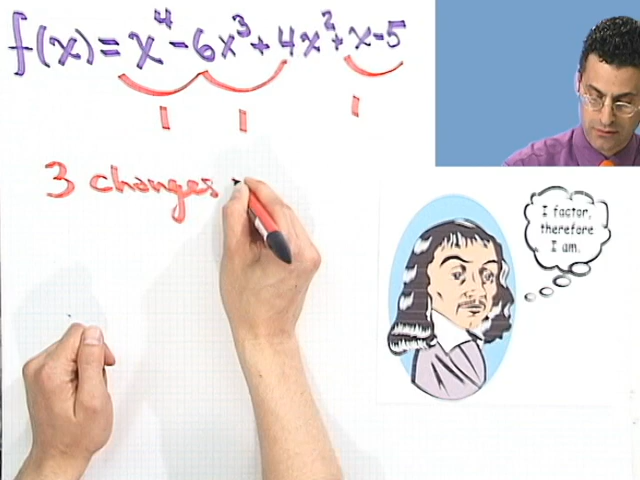 f(x) = x⁴ - 6x³ + 4x² + x - 5
1 1 1
3 changes
I factor,
therefore
I am.